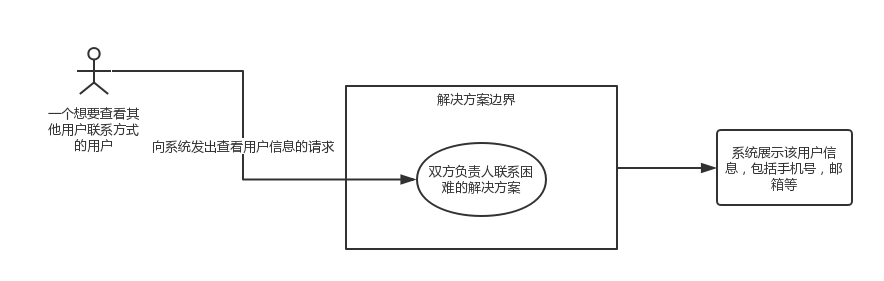 一个想要查看其
他用户联系方式
的用户
向系统发出查看用户信息的请求
解决方案边界
双方负责人联系困
难的解决方案
系统展示该用户信
息，包括手机号，邮
箱等